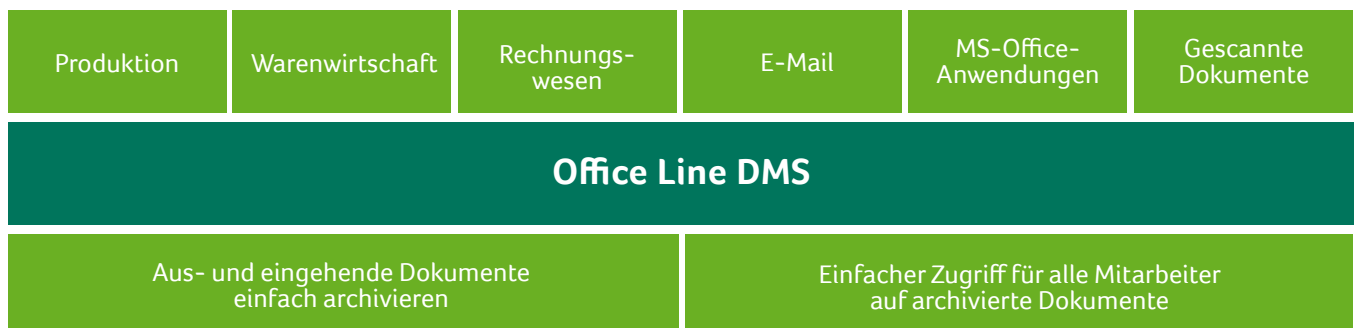 Produktion
Warenwirtschaft
Rechnungs-
wesen
E-Mail
MS-Office-
Anwendungen
Gescannte
Dokumente
Office Line DMS
Aus- und eingehende Dokumente
einfach archivieren
Einfacher Zugriff für alle Mitarbeiter
auf archivierte Dokumente